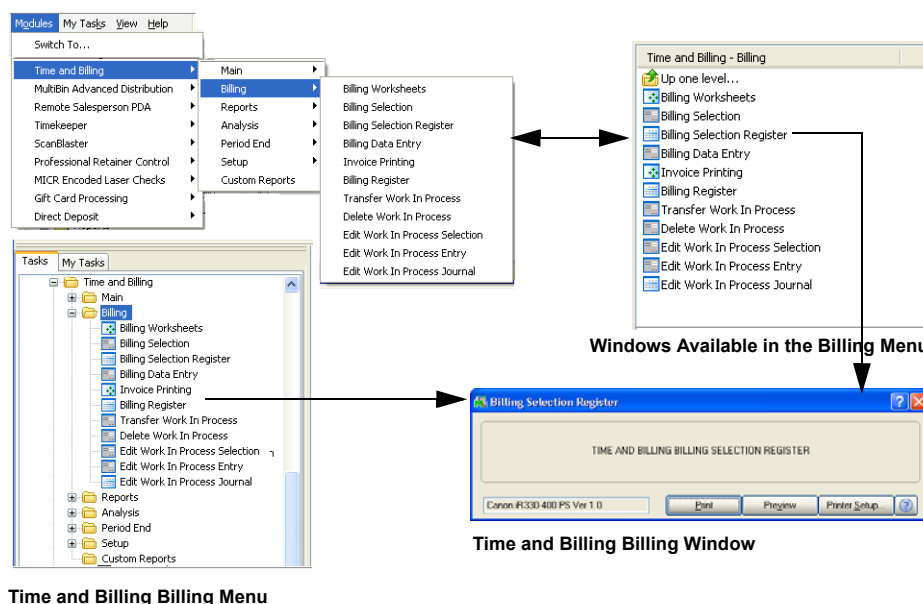 Modules My Tasks View Help
Switch To...
Time and Billing
MultiBin Advanced Distribution
Remote Salesperson PDA
Timekeeper
ScanBlaster
Professional Retainer Control
MICR Encoded Laser Checks
Gift Card Processing
Direct Deposit
Main
Billing
Reports
Analysis
Period End
Setup
Custom Reports
Billing Worksheets
Billing Selection
Billing Selection Register
Billing Data Entry
Invoice Printing
Billing Register
Transfer Work In Process
Delete Work In Process
Edit Work In Process Selection
Edit Work In Process Entry
Edit Work In Process Journal
Time and Billing - Billing
Up one level...
Billing Worksheets
Billing Selection
Billing Selection Register
Billing Data Entry
Invoice Printing
Billing Register
Transfer Work In Process
Delete Work In Process
Edit Work In Process Selection
Edit Work In Process Entry
Edit Work In Process Journal
Windows Available in the Billing Menu
Tasks My Tasks
Time and Billing
Main
Billing
Billing Worksheets
Billing Selection
Billing Selection Register
Billing Data Entry
Invoice Printing
Billing Register
Transfer Work In Process
Delete Work In Process
Edit Work In Process Selection
Edit Work In Process Entry
Edit Work In Process Journal
Reports
Analysis
Period End
Setup
Custom Reports
Billing Selection Register
TIME AND BILLING BILLING SELECTION REGISTER
Canon iR330-400 PS Ver 1.0 Print Preview Printer Setup...
Time and Billing Billing Window
Time and Billing Billing Menu